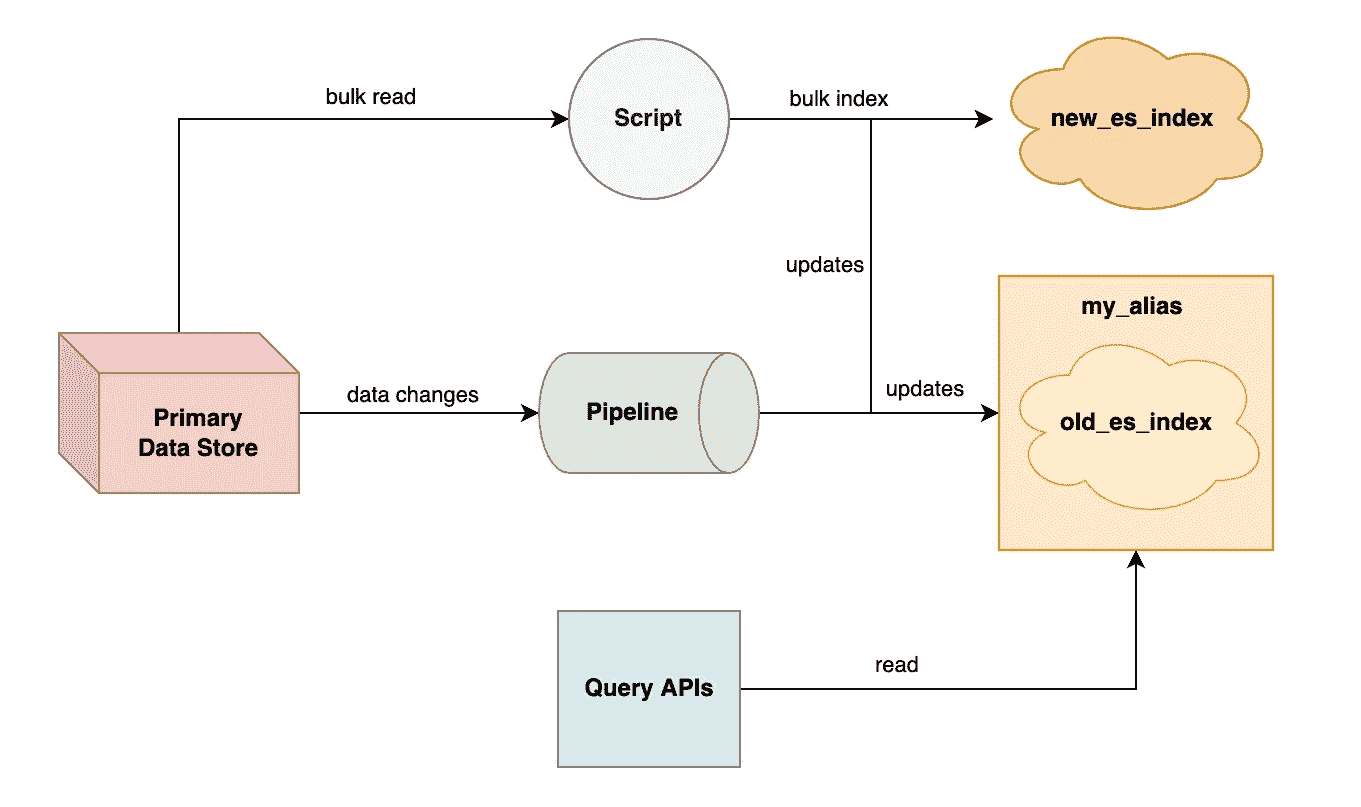 bulk read
Script
bulk index
new_es_index
updates
my_alias
Primary
Data Store
data changes
Pipeline
updates
old_es_index
Query APIs
read